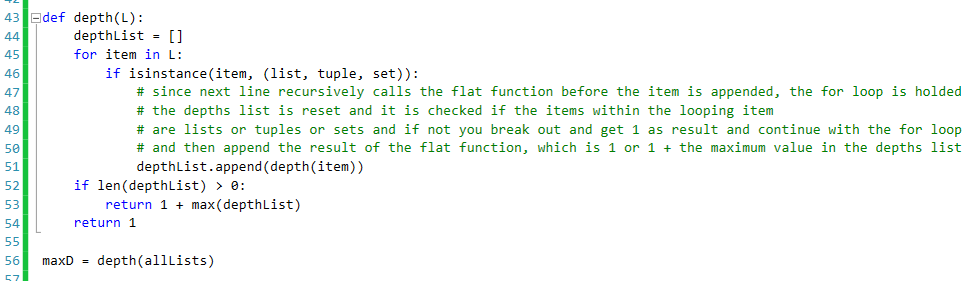 43 def depth(L):
44 depthList = []
45 for item in L:
46 if isinstance(item, (list, tuple, set)):
47 # since next line recursively calls the flat function before the item is appended, the for loop is holded
48 # the depths list is reset and it is checked if the items within the looping item
49 # are lists or tuples or sets and if not you break out and get 1 as result and continue with the for loop
50 # and then append the result of the flat function, which is 1 or 1 + the maximum value in the depths list
51 depthList.append(depth(item))
52 if len(depthList) > 0:
53 return 1 + max(depthList)
54 return 1
55
56 maxD = depth(allLists)
57